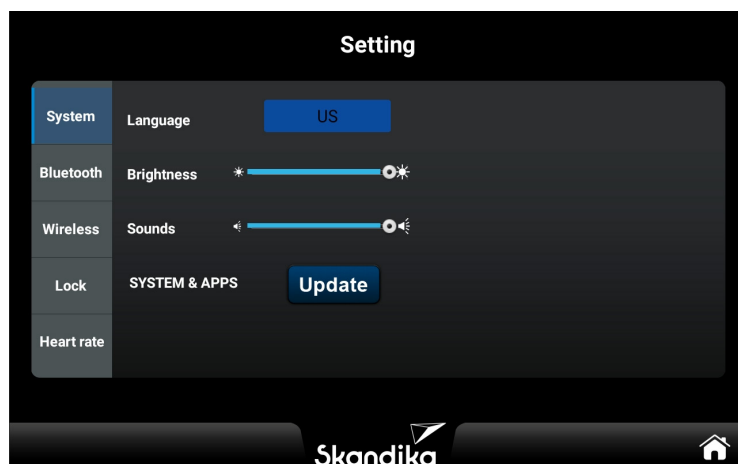 Setting
System
Language
US
Bluetooth
Brightness
Wireless
Sounds
Lock
SYSTEM & APPS
Update
Heart rate
Skandika